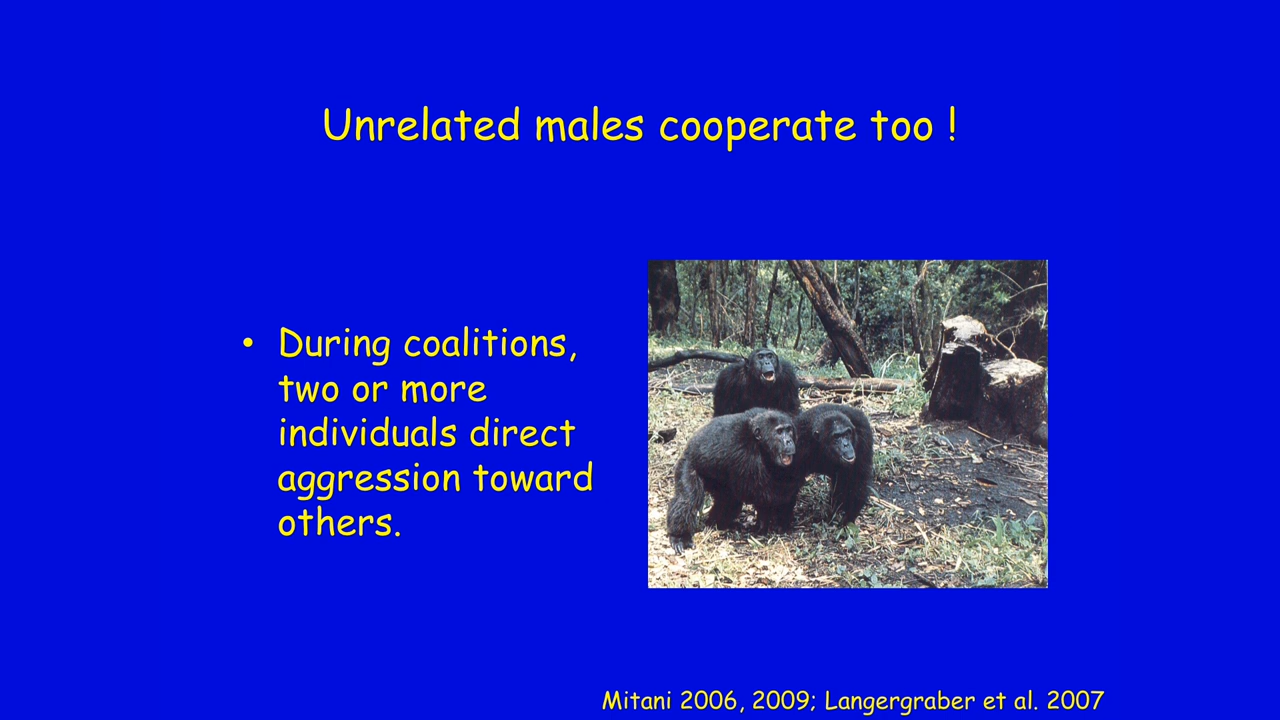 Unrelated males cooperate too !
• During coalitions,
two or more
individuals direct
aggression toward
others.
Mitani 2006, 2009; Langergraber et al. 2007